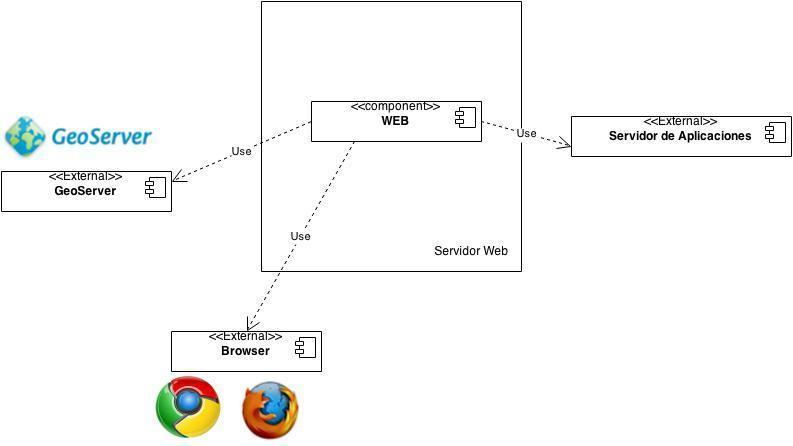 <<component>>
WEB
<<External>>
Servidor de Aplicaciones
GeoServer
<<External>>
GeoServer
Use
Use
Use
Servidor Web
<<External>>
Browser